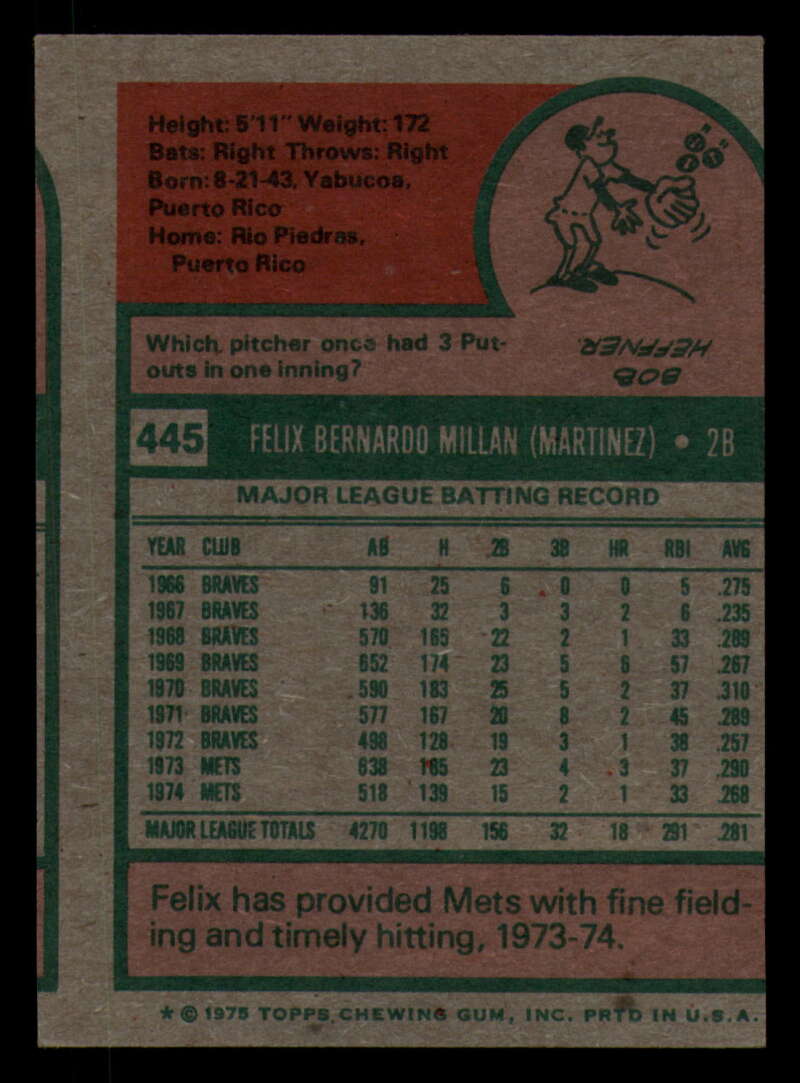 Height: 5'11" Weight: 172
Bats: Right Throws: Right
Born: 8-21-43, Yabucoa,
Puerto Rico
Home: Rio Piedras,
Puerto Rico
Which pitcher once had 3 Put-
outs in one inning?
BOB
HEFFNER.
445 FELIX BERNARDO MILLAN (MARTINEZ) • 2B
MAJOR LEAGUE BATTING RECORD
YEAR CLUB AB H 2B 3B HR RBI AVG
1966 BRAVES 91 25 6 0 0 5 .275
1967 BRAVES 136 32 3 3 2 6 .235
1968 BRAVES 570 165 22 2 1 33 .289
1969 BRAVES 652 174 23 5 6 57 .267
1970 BRAVES 590 183 25 5 2 37 .310
1971 BRAVES 577 167 20 8 2 45 .289
1972 BRAVES 498 128 19 3 1 38 .257
1973 METS 638 185 23 4 3 37 .290
1974 METS 518 139 15 2 1 33 .268
MAJOR LEAGUE TOTALS 4270 1198 156 32 18 291 .281
Felix has provided Mets with fine field-
ing and timely hitting, 1973-74.
* © 1975 TOPPS CHEWING GUM, INC. PRTD IN U.S.A.